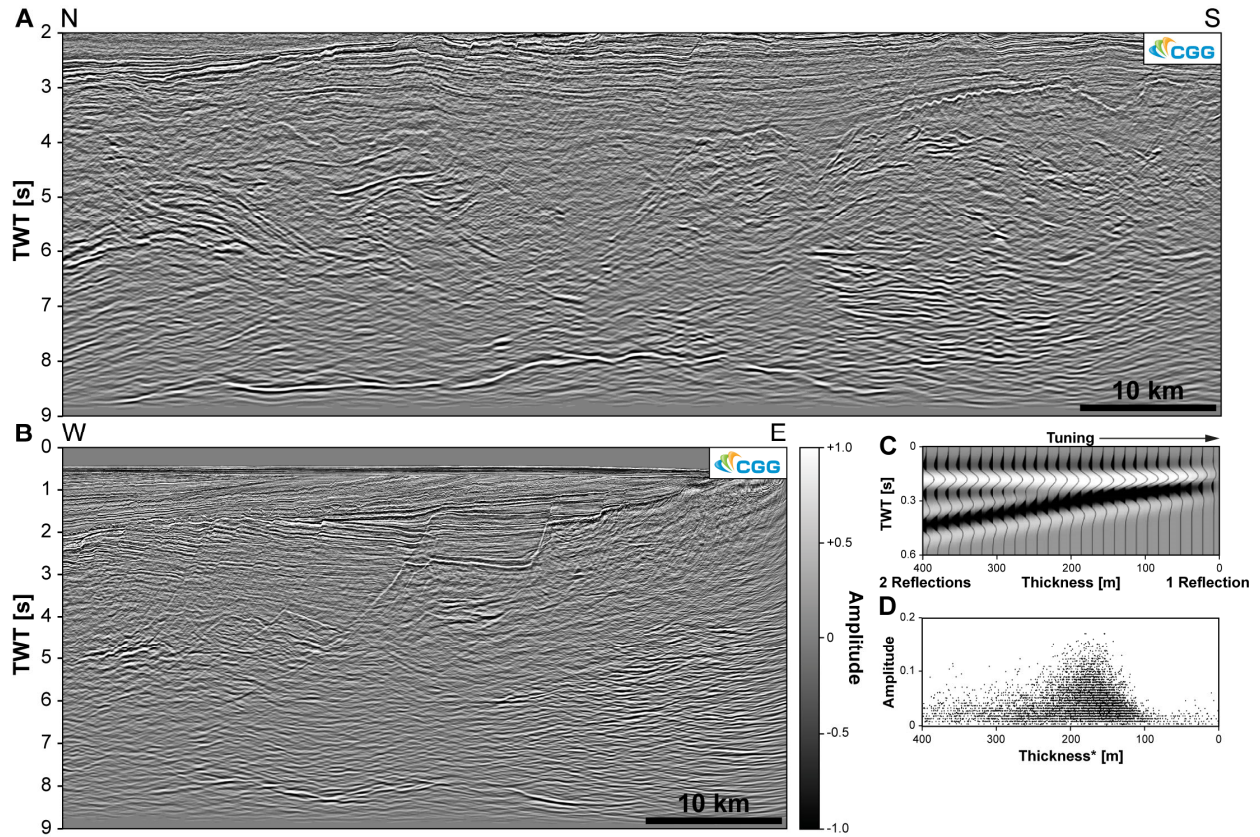 A N S
2
3
4
5
6
7
8
9
TWT [s]
CGG
10 km
B W E
0
1
2
3
4
5
6
7
8
9
TWT [s]
CGG
10 km
+1.0
+0.5
0
-0.5
-1.0
Amplitude
C
Tuning
0
0.3
0.6
TWT [s]
400 300 200 100 0
2 Reflections Thickness [m] 1 Reflection
D
0.2
0.1
0
Amplitude
400 300 200 100 0
Thickness* [m]